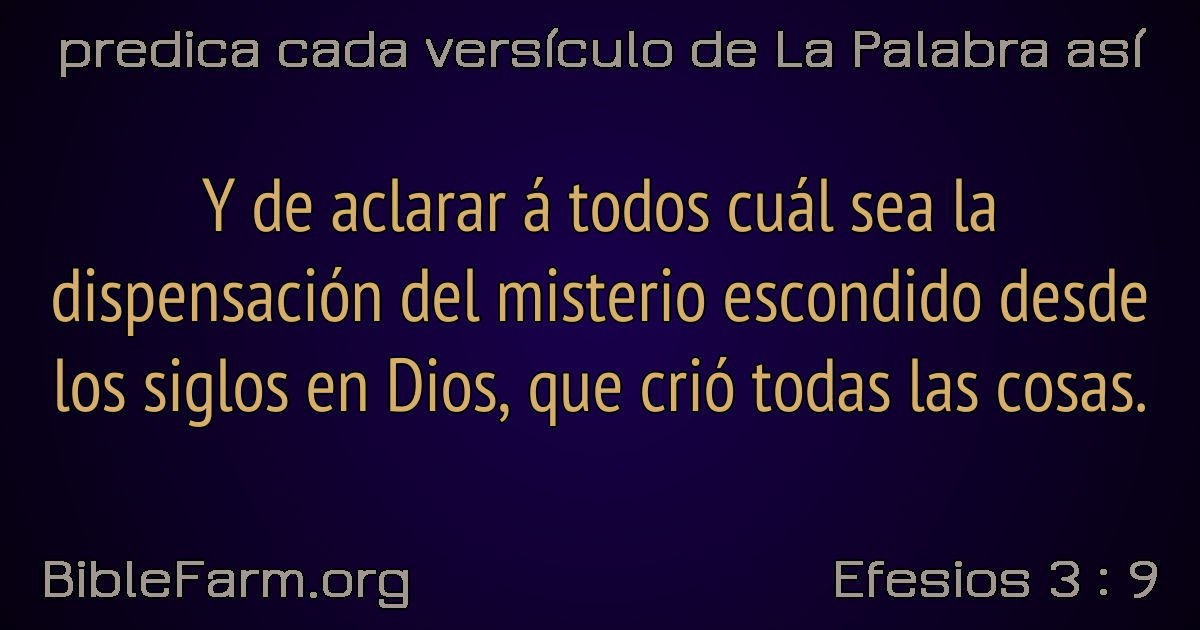 predica cada versículo de La Palabra así
Y de aclarar á todos cuál sea la
dispensación del misterio escondido desde
los siglos en Dios, que crió todas las cosas.
BibleFarm.org
Efesios 3 : 9